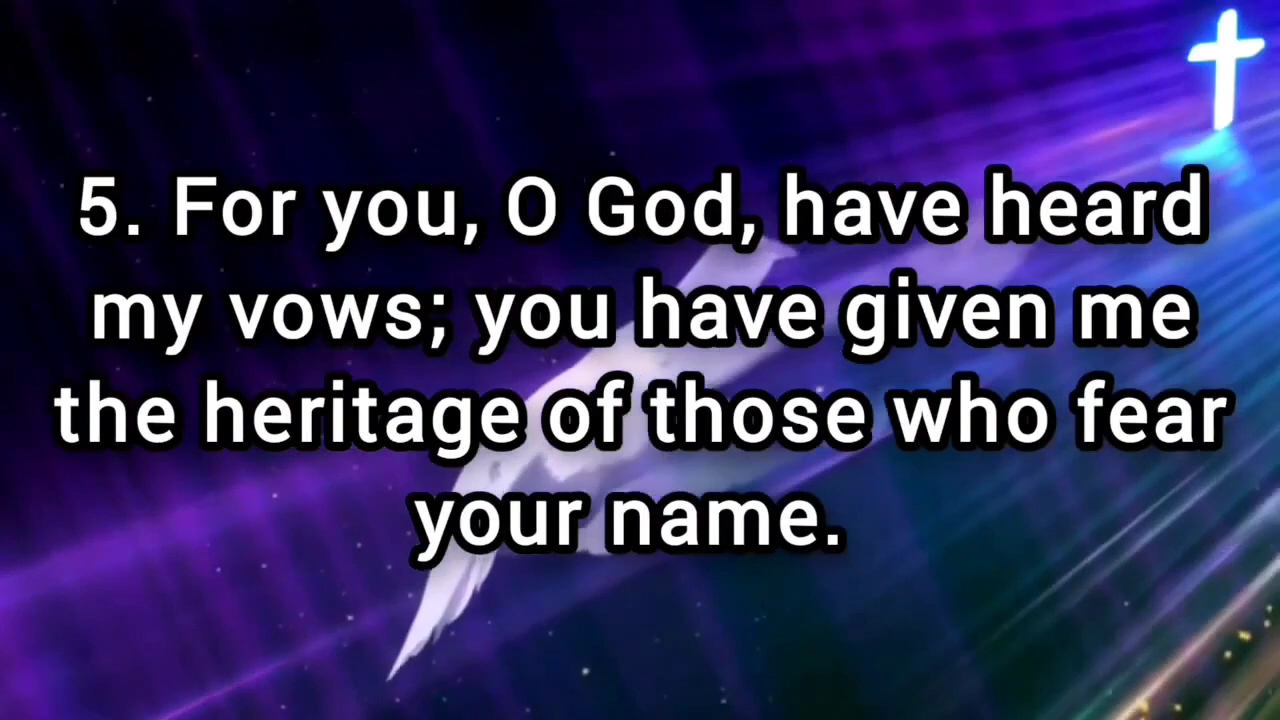 5. For you, O God, have heard
my vows; you have given me
the heritage of those who fear
your name.